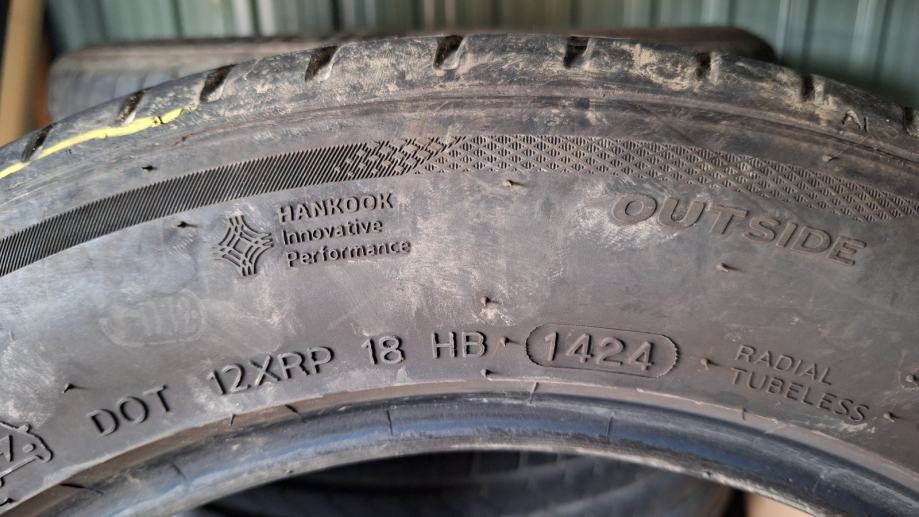 HANKOOK
Innovative
Performance
OUTSIDE
DOT 12XRP 18 HB 1424
RADIAL
TUBELESS